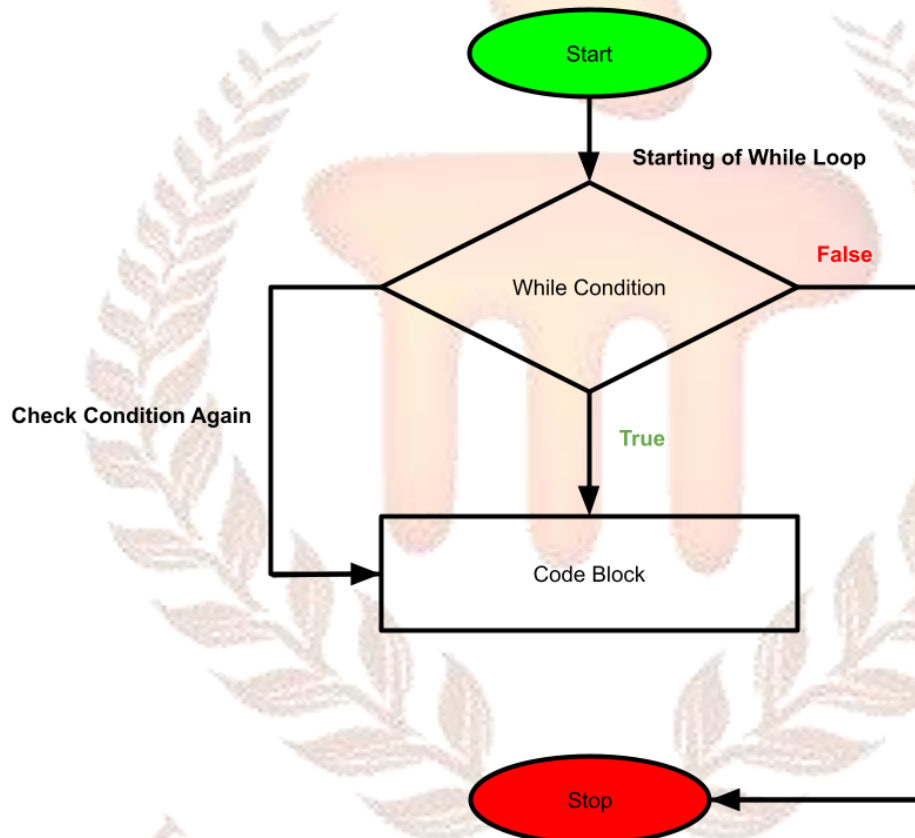 Start
Starting of While Loop
False
While Condition
Check Condition Again
True
Code Block
Stop